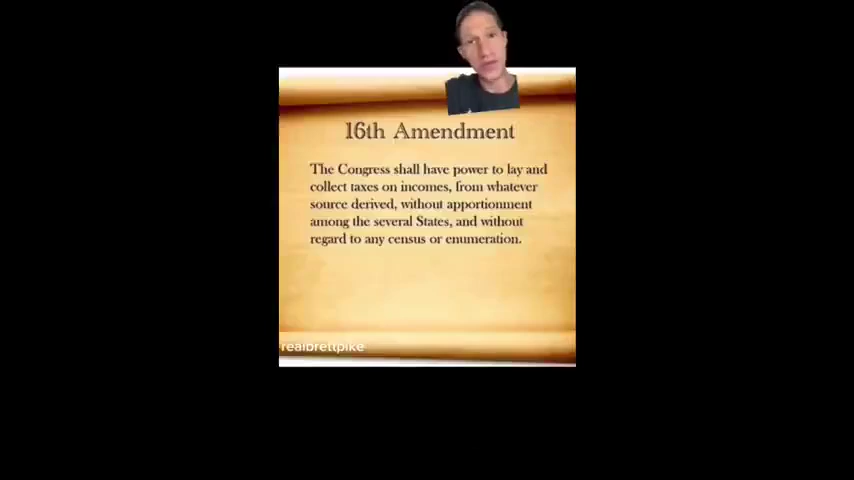 16th Amendment
The Congress shall have power to lay and
collect taxes on incomes, from whatever
source derived, without apportionment
among the several States, and without
regard to any census or enumeration.
realbrettpike